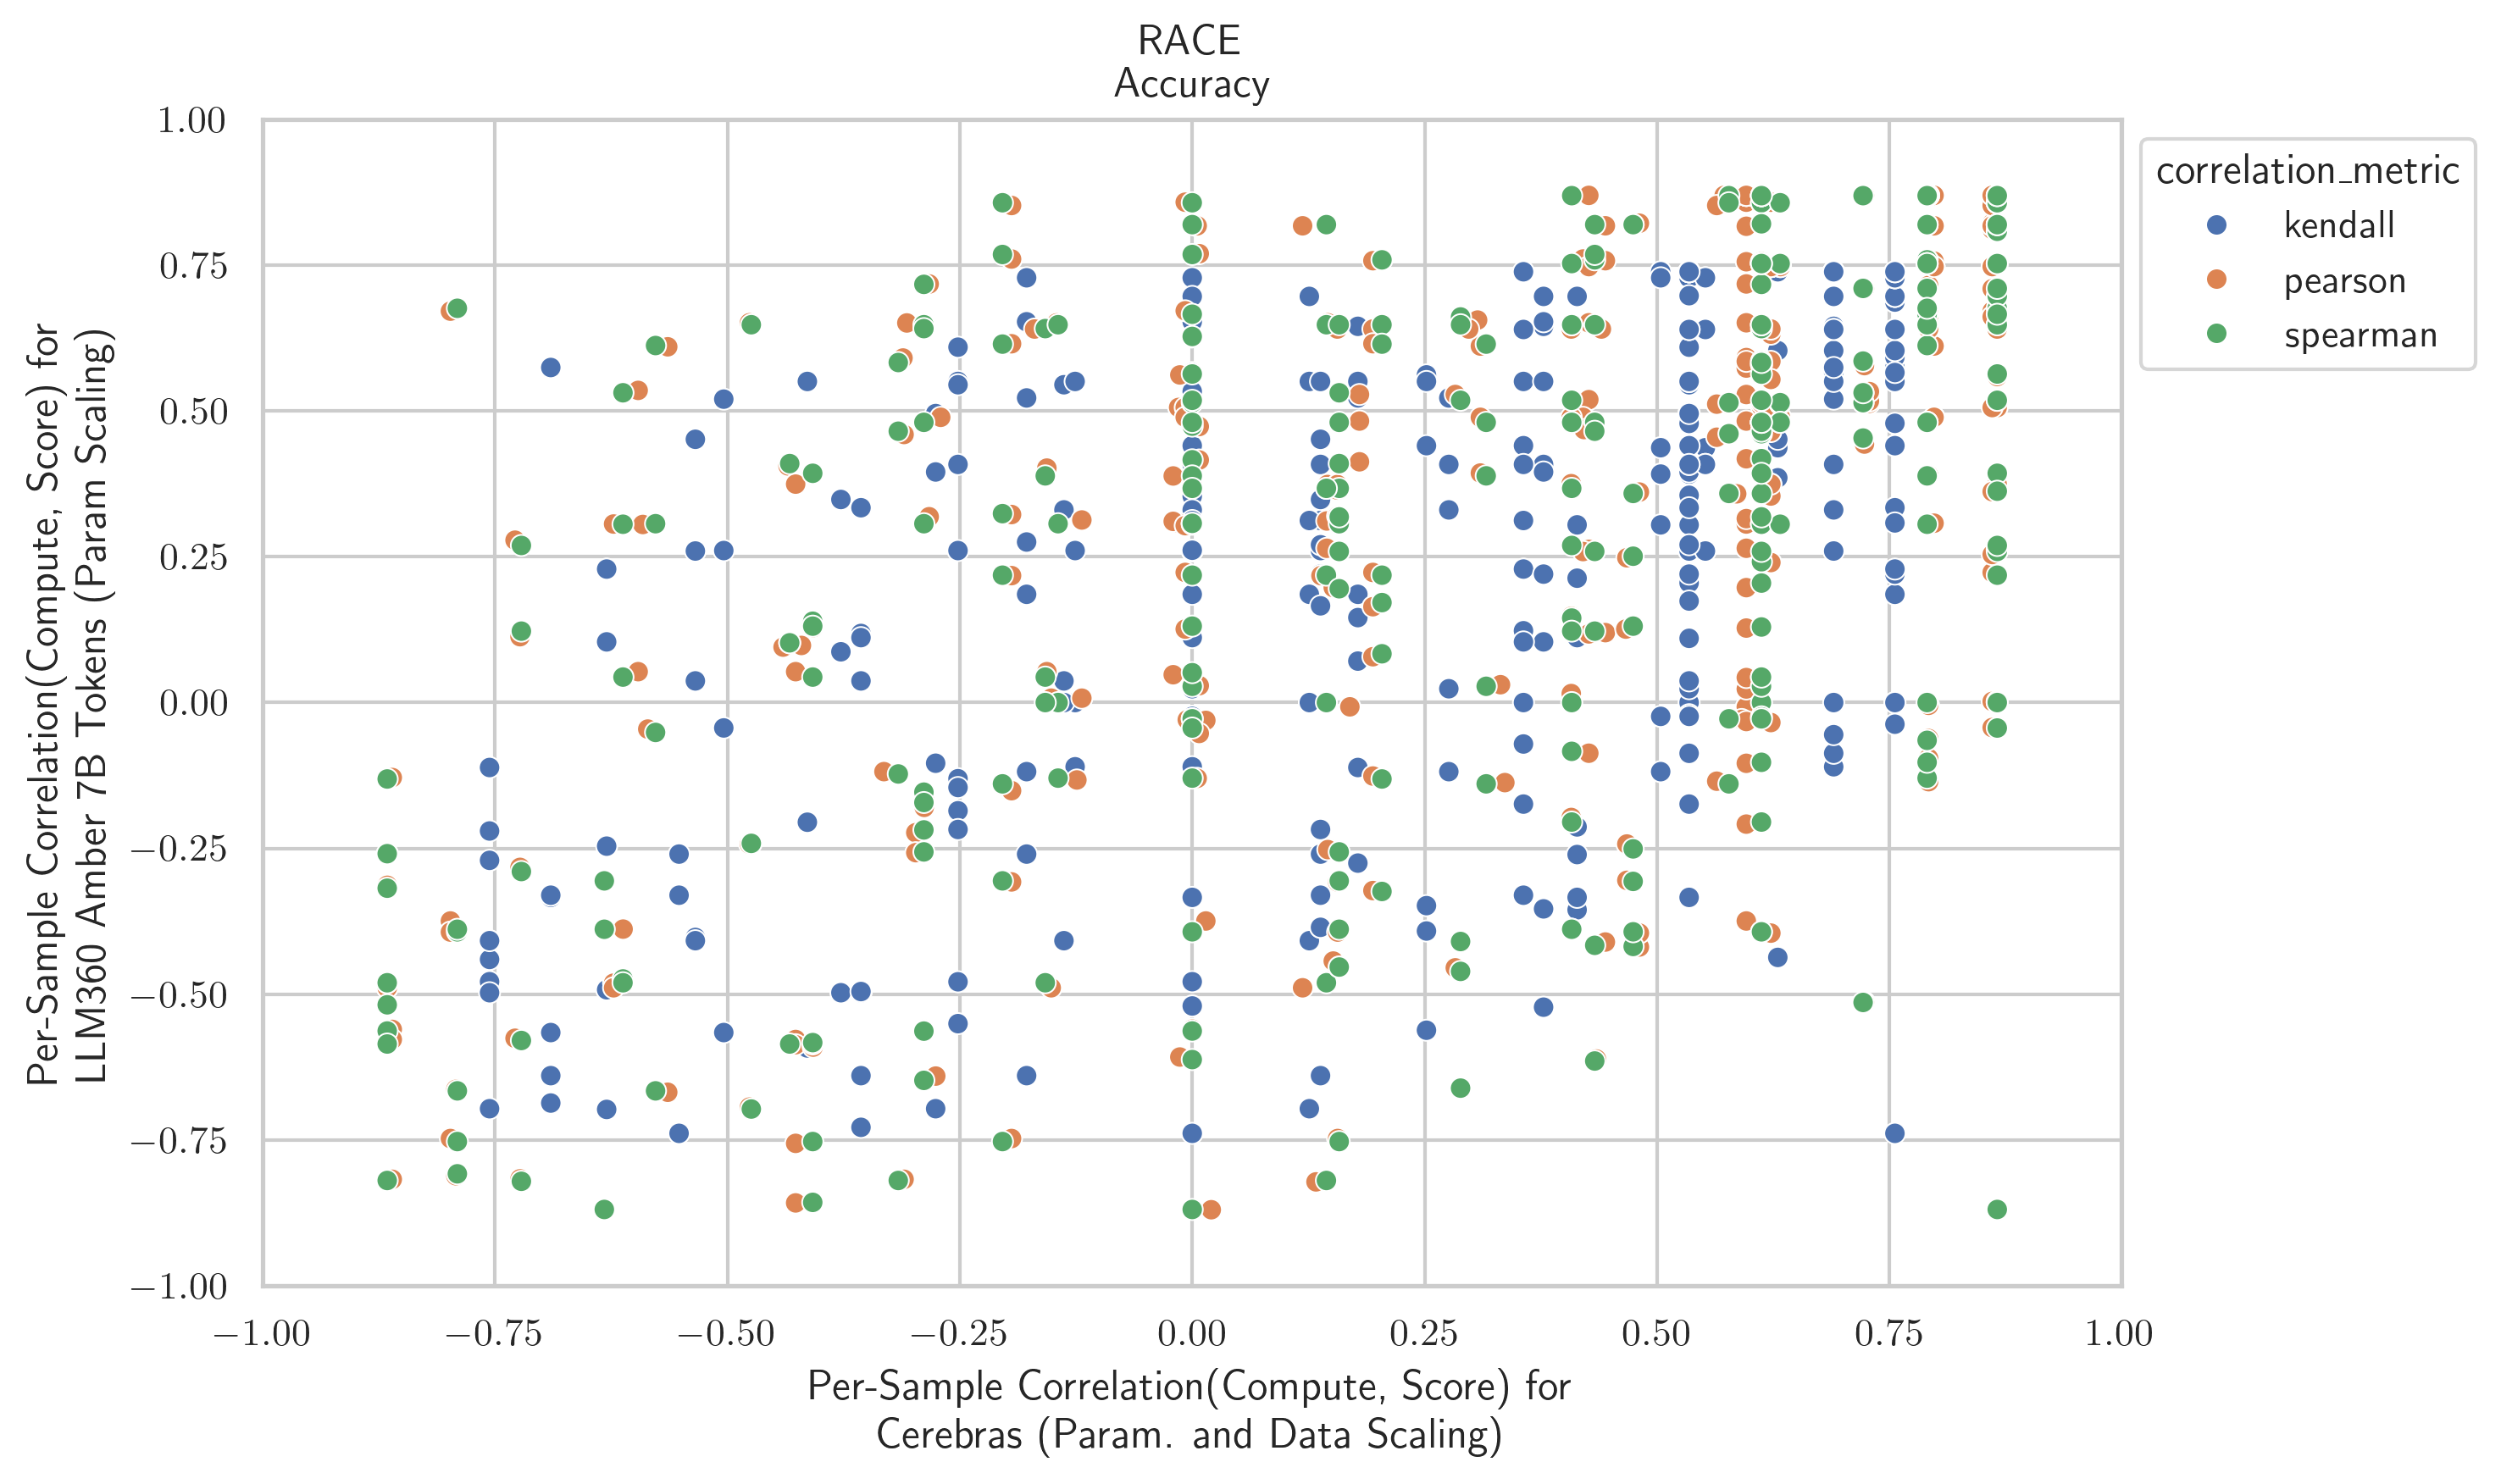 RACE
Accuracy
1.00
0.75
0.50
0.25
0.00
−0.25
−0.50
−0.75
−1.00
Per-Sample Correlation(Compute, Score) for
LLM360 Amber 7B Tokens (Param Scaling)
correlation_metric
kendall
pearson
spearman
−1.00 −0.75 −0.50 −0.25 0.00 0.25 0.50 0.75 1.00
Per-Sample Correlation(Compute, Score) for
Cerebras (Param. and Data Scaling)